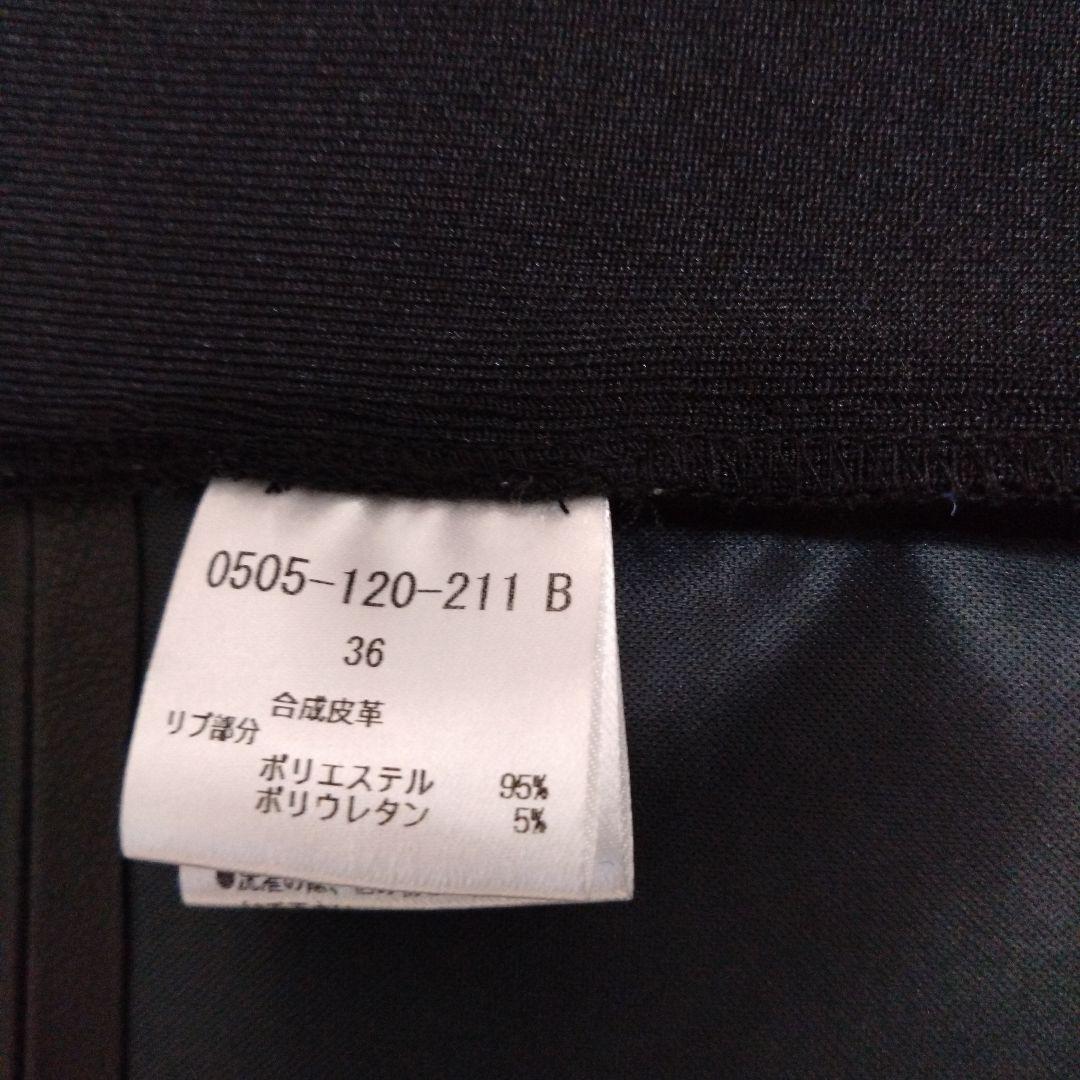 0505-120-211 B
36
合成皮革
リブ部分
ポリエステル 95%
ポリウレタン 5%